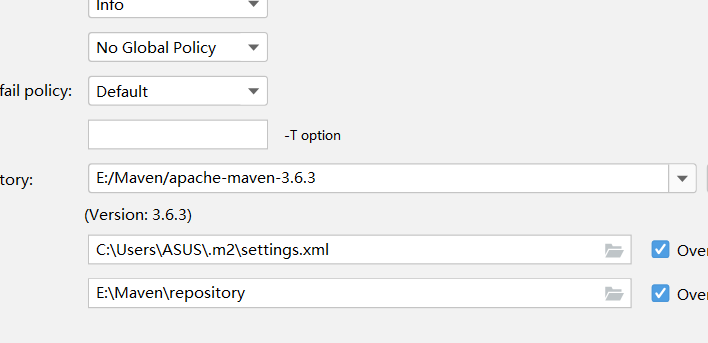 Info
No Global Policy
fail policy: Default
-T option
tory: E:/Maven/apache-maven-3.6.3
(Version: 3.6.3)
C:\Users\ASUS\.m2\settings.xml Over
E:\Maven\repository Over